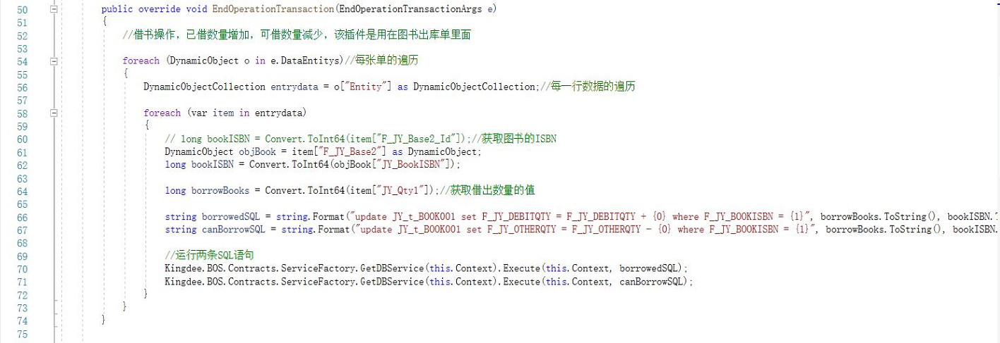 50 public override void EndOperationTransaction(EndOperationTransactionArgs e)
51 {
52 //借书操作，已借数量增加，可借数量减少，该插件是用在图书出库单里面
53
54 foreach (DynamicObject o in e.DataEntitys)//每张单的遍历
55 {
56 DynamicObjectCollection entrydata = o["Entity"] as DynamicObjectCollection;//每一行数据的遍历
57
58 foreach (var item in entrydata)
59 {
60 // long bookISBN = Convert.ToInt64(item["F_JY_Base2_Id"]);//获取图书的ISBN
61 DynamicObject objBook = item["F_JY_Base2"] as DynamicObject;
62 long bookISBN = Convert.ToInt64(objBook["JY_BookISBN"]);
63
64 long borrowBooks = Convert.ToInt64(item["JY_Qty1"]);//获取借出数量的值
65
66 string borrowedSQL = string.Format("update JY_t_BOOK001 set F_JY_DEBITQTY = F_JY_DEBITQTY + {0} where F_JY_BOOKISBN = {1}", borrowBooks.ToString(), bookISBN.
67 string canBorrowSQL = string.Format("update JY_t_BOOK001 set F_JY_OTHERQTY = F_JY_OTHERQTY - {0} where F_JY_BOOKISBN = {1}", borrowBooks.ToString(), bookISBN.
68
69 //运行两条SQL语句
70 Kingdee.BOS.Contracts.ServiceFactory.GetDBService(this.Context).Execute(this.Context, borrowedSQL);
71 Kingdee.BOS.Contracts.ServiceFactory.GetDBService(this.Context).Execute(this.Context, canBorrowSQL);
72 }
73 }
74 }
75